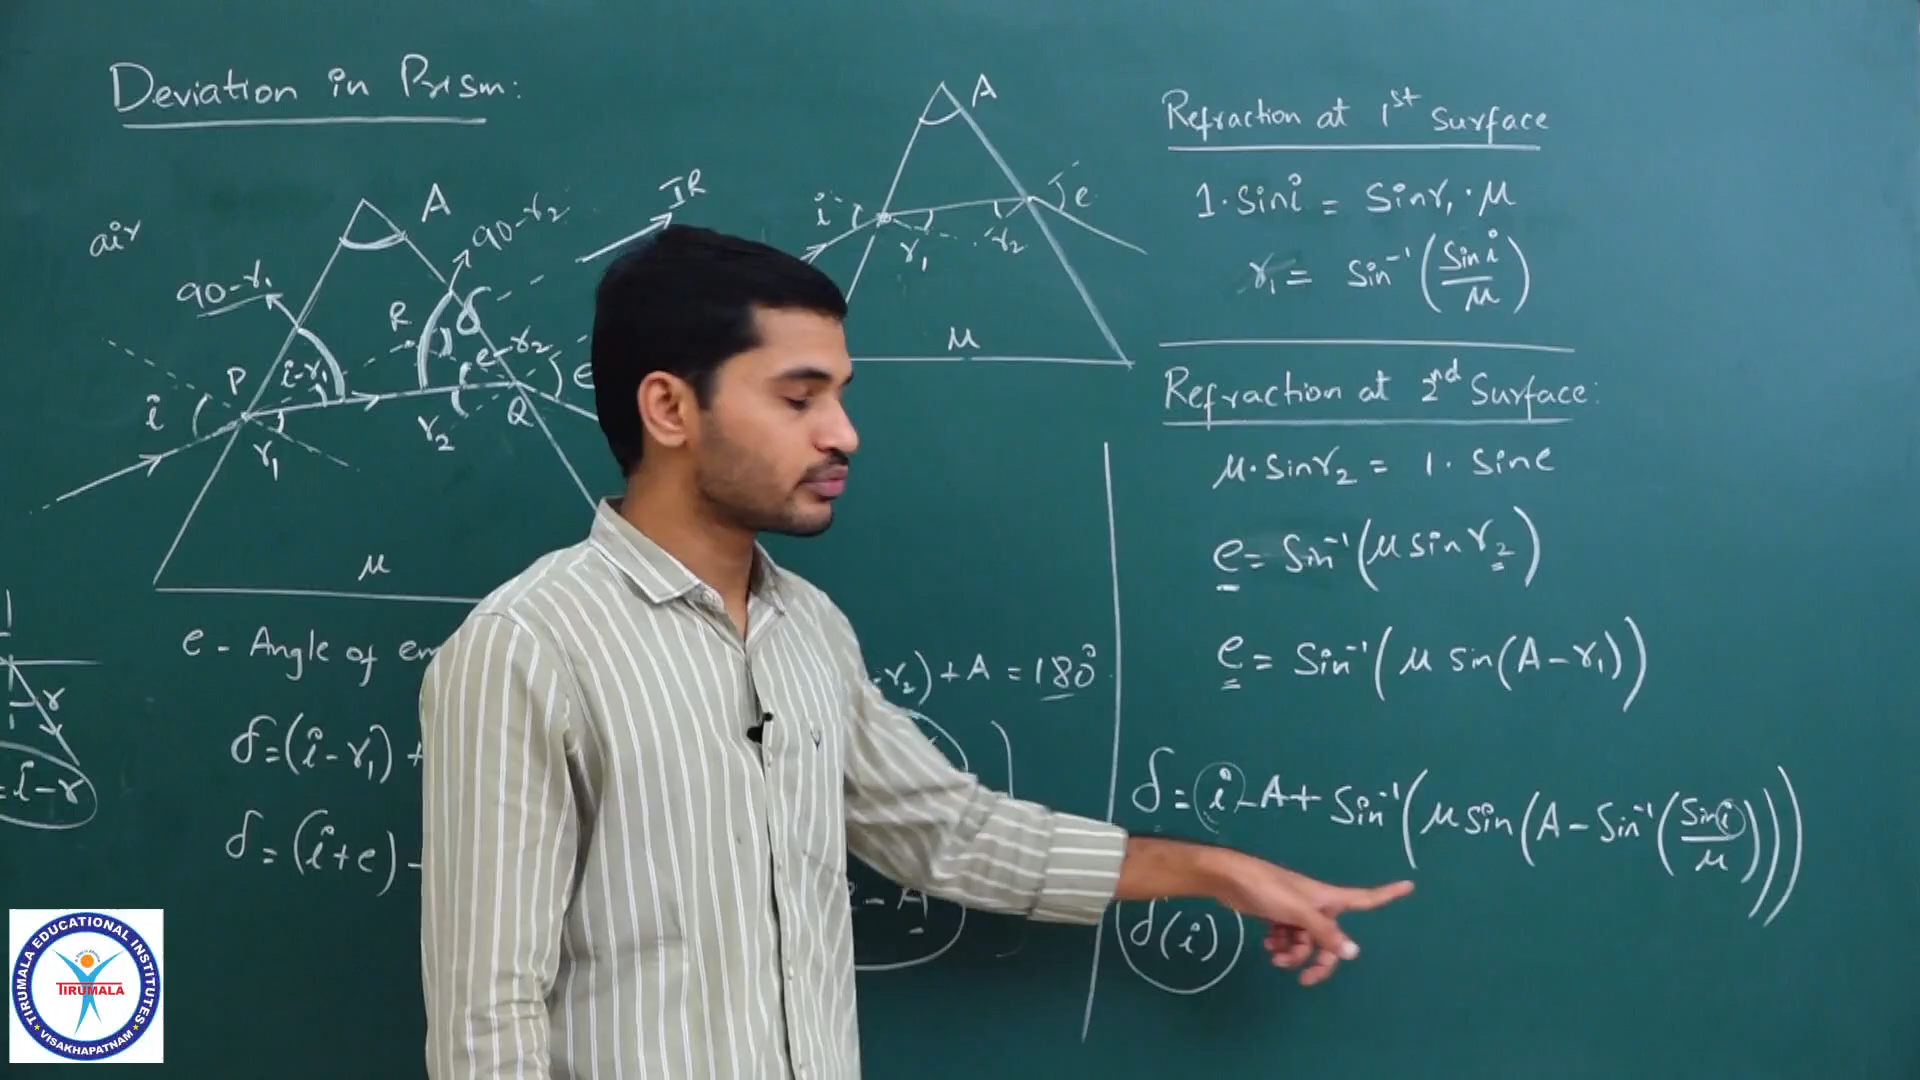 Deviation in Prism:
air
A
90-r₂
IR
90-r₁
R
δ
P
i-r₁
e-r₂
e
i
r₁
r₂
Q
μ
e - Angle of em
δ=(i-r₁)+
δ=(i+e)-
r
=i-r
A
i
r₁
r₂
e
μ
-r₂)+A=180°
- A
Refraction at 1st Surface
1·Sini = Sinr₁·μ
r₁ = Sin⁻¹(Sin i/μ)
Refraction at 2nd Surface:
μ·Sinr₂ = 1·Sine
e = Sin⁻¹(μ sin r₂)
e = Sin⁻¹(μ sin(A-r₁))
δ = i-A+Sin⁻¹(μ sin(A-Sin⁻¹(Sin i/μ)))
δ(i)
TIRUMALA EDUCATIONAL INSTITUTES
TIRUMALA
VISAKHAPATNAM